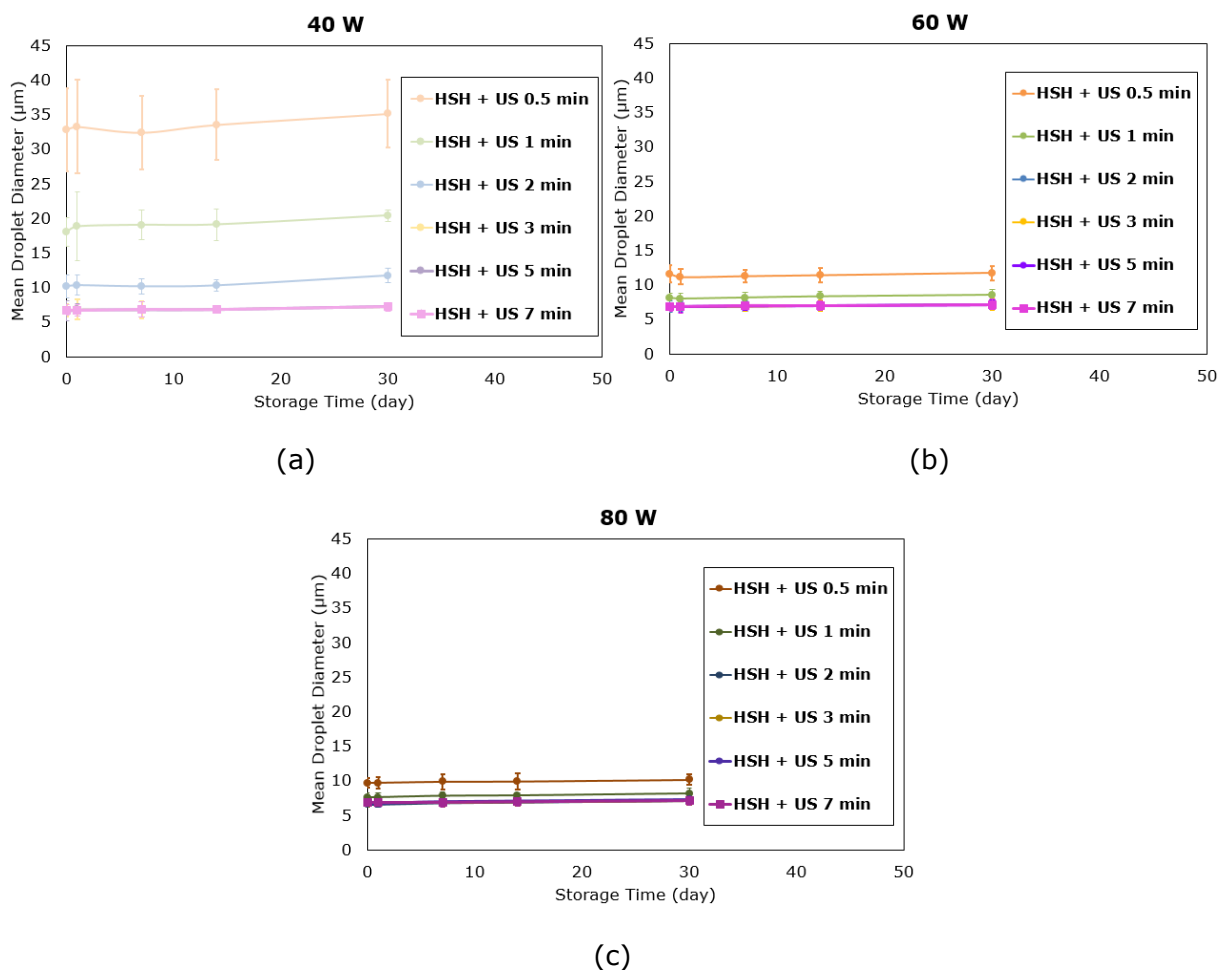 40 W
45
40
35
30
25
20
15
10
5
0
0 10 20 30 40 50
Mean Droplet Diameter (µm)
Storage Time (day)
HSH + US 0.5 min
HSH + US 1 min
HSH + US 2 min
HSH + US 3 min
HSH + US 5 min
HSH + US 7 min
(a)
60 W
45
40
35
30
25
20
15
10
5
0
0 10 20 30 40 50
Mean Droplet Diameter (µm)
Storage Time (day)
HSH + US 0.5 min
HSH + US 1 min
HSH + US 2 min
HSH + US 3 min
HSH + US 5 min
HSH + US 7 min
(b)
80 W
45
40
35
30
25
20
15
10
5
0
0 10 20 30 40 50
Mean Droplet Diameter (µm)
Storage Time (day)
HSH + US 0.5 min
HSH + US 1 min
HSH + US 2 min
HSH + US 3 min
HSH + US 5 min
HSH + US 7 min
(c)